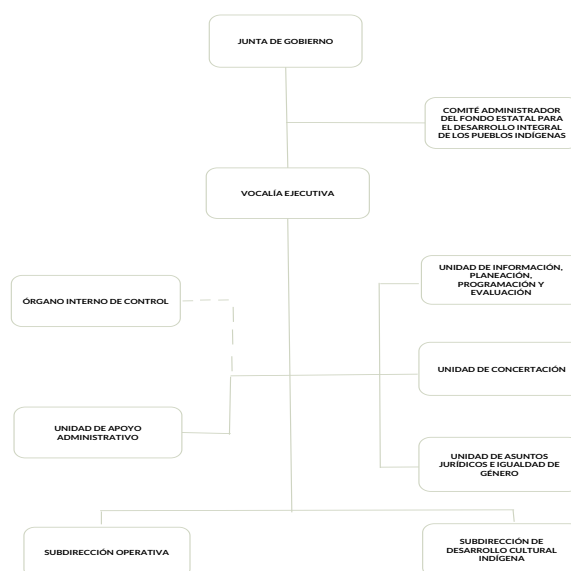 JUNTA DE GOBIERNO
COMITÉ ADMINISTRADOR
DEL FONDO ESTATAL PARA
EL DESARROLLO INTEGRAL
DE LOS PUEBLOS INDÍGENAS
VOCALÍA EJECUTIVA
UNIDAD DE INFORMACIÓN,
PLANEACIÓN,
PROGRAMACIÓN Y
EVALUACIÓN
ÓRGANO INTERNO DE CONTROL
UNIDAD DE CONCERTACIÓN
UNIDAD DE APOYO
ADMINISTRATIVO
UNIDAD DE ASUNTOS
JURÍDICOS E IGUALDAD DE
GÉNERO
SUBDIRECCIÓN OPERATIVA
SUBDIRECCIÓN DE
DESARROLLO CULTURAL
INDÍGENA